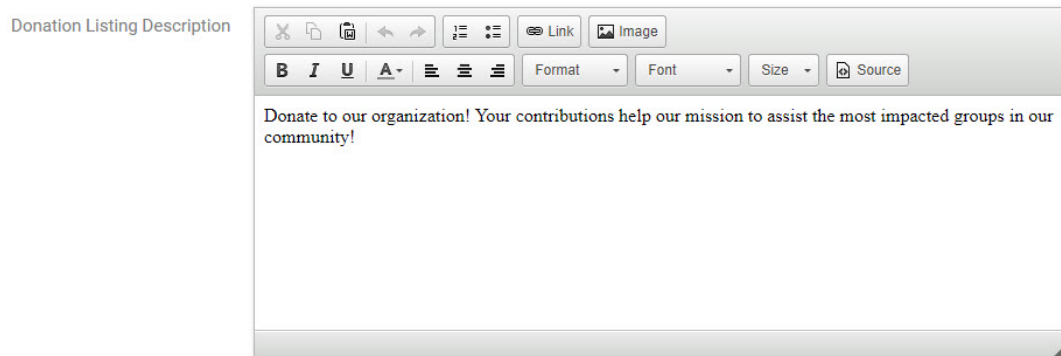 Donation Listing Description
Link
Image
B I U A
Format
Font
Size
Source
Donate to our organization! Your contributions help our mission to assist the most impacted groups in our
community!